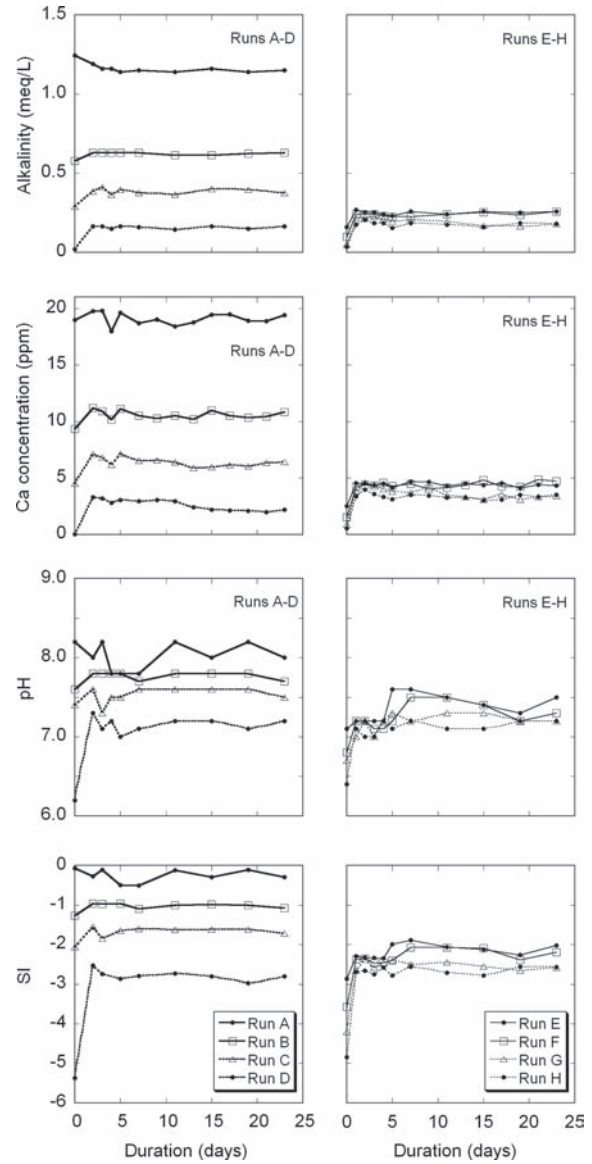 Alkalinity (meq/L)
1.5
1.0
0.5
0
Runs A-D
Runs E-H
Ca concentration (ppm)
20
15
10
5
0
Runs A-D
Runs E-H
pH
9.0
8.0
7.0
6.0
Runs A-D
Runs E-H
SI
0
-1
-2
-3
-4
-5
-6
Run A
Run B
Run C
Run D
Run E
Run F
Run G
Run H
0 5 10 15 20 25
0 5 10 15 20 25
Duration (days)
Duration (days)